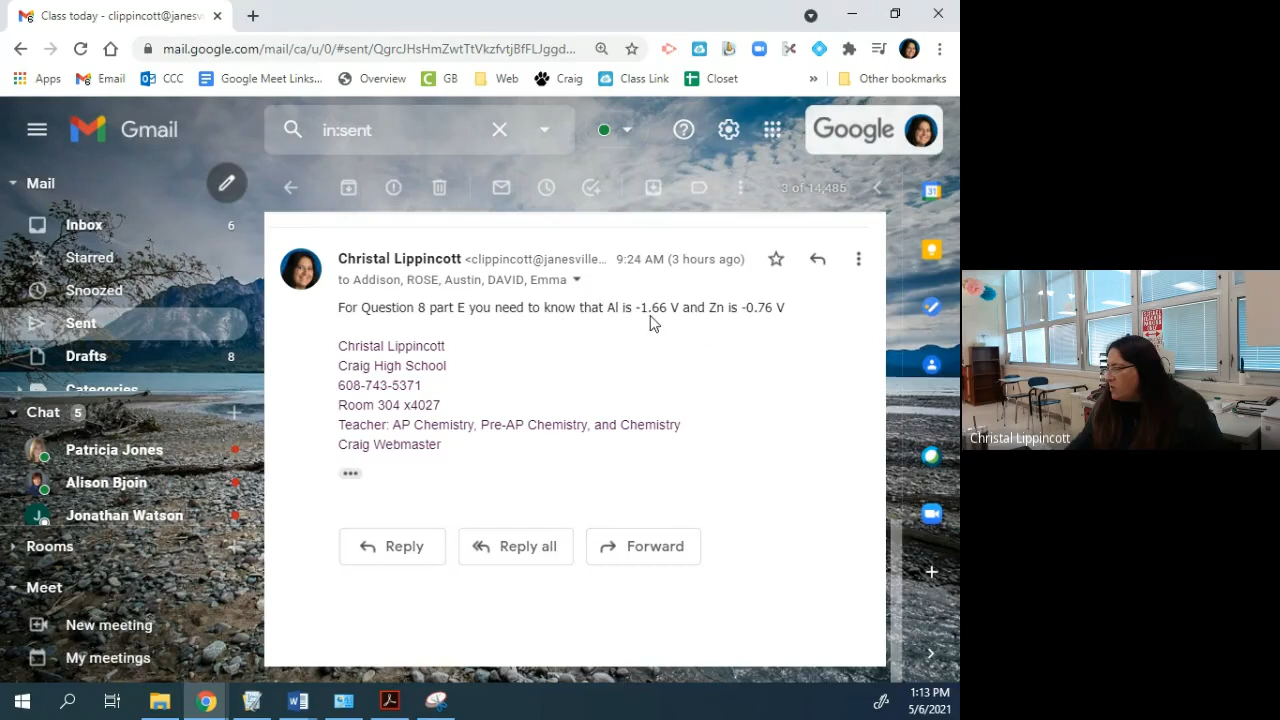 Class today - clippincott@janesv
mail.google.com/mail/ca/u/0/#sent/QgrcJHsHmZwtTtVkzfvtjBfFLJggd...
Apps Email CCC Google Meet Links... Overview GB Web Craig Class Link Closet » Other bookmarks
Gmail
in:sent
Google
3 of 14,485
Mail
Inbox 6
Starred
Snoozed
Sent
Drafts 8
Categories
Chat 5
Patricia Jones
Alison Bjoin
Jonathan Watson
Rooms
Meet
New meeting
My meetings
Christal Lippincott <clippincott@janesville... 9:24 AM (3 hours ago)
to Addison, ROSE, Austin, DAVID, Emma
For Question 8 part E you need to know that Al is -1.66 V and Zn is -0.76 V
Christal Lippincott
Craig High School
608-743-5371
Room 304 x4027
Teacher: AP Chemistry, Pre-AP Chemistry, and Chemistry
Craig Webmaster
Reply Reply all Forward
31
Christal Lippincott
1:13 PM
5/6/2021